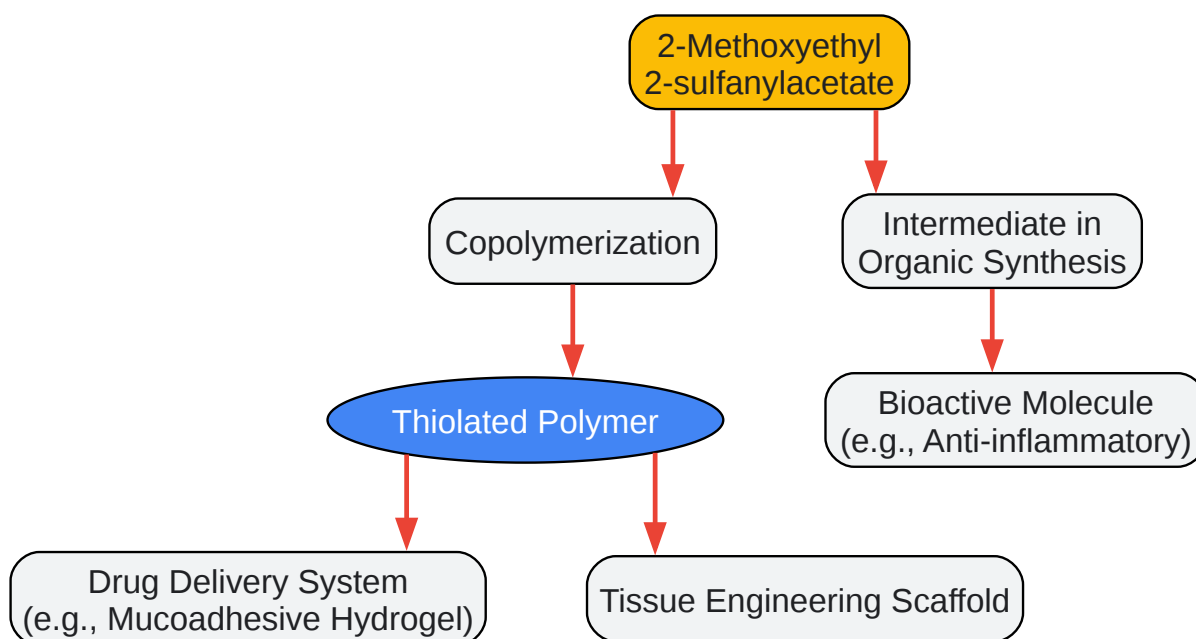 2-Methoxyethyl
2-sulfanylacetate
Copolymerization
Intermediate in
Organic Synthesis
Thiolated Polymer
Bioactive Molecule
(e.g., Anti-inflammatory)
Drug Delivery System
(e.g., Mucoadhesive Hydrogel)
Tissue Engineering Scaffold